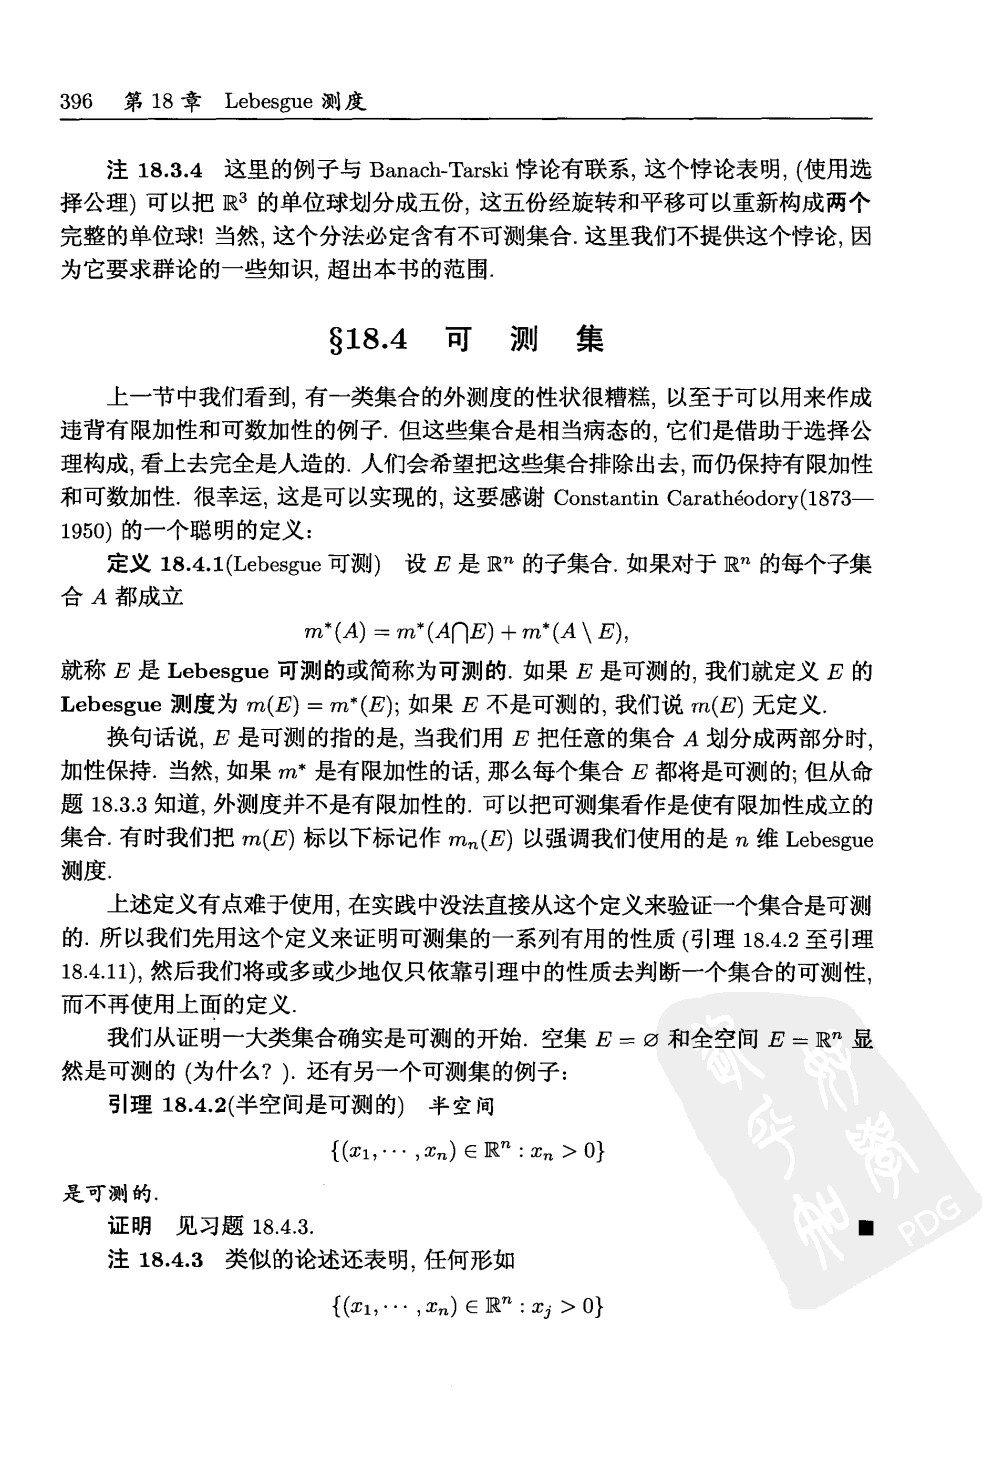 396 第 18 章 Lebesgue 测度
注 18.3.4 这里的例子与 Banach-Tarski 悖论有联系, 这个悖论表明, (使用选
择公理) 可以把 ℝ³ 的单位球划分成五份, 这五份经旋转和平移可以重新构成两个
完整的单位球! 当然, 这个分法必定含有不可测集合. 这里我们不提供这个悖论, 因
为它要求群论的一些知识, 超出本书的范围.
§18.4 可 测 集
上一节中我们看到, 有一类集合的外测度的性状很糟糕, 以至于可以用来作成
违背有限加性和可数加性的例子. 但这些集合是相当病态的, 它们是借助于选择公
理构成, 看上去完全是人造的. 人们会希望把这些集合排除出去, 而仍保持有限加性
和可数加性. 很幸运, 这是可以实现的, 这要感谢 Constantin Carathéodory(1873—
1950) 的一个聪明的定义:
定义 18.4.1(Lebesgue 可测) 设 E 是 ℝⁿ 的子集合. 如果对于 ℝⁿ 的每个子集
合 A 都成立
m*(A) = m*(A⋂E) + m*(A \ E),
就称 E 是 Lebesgue 可测的或简称为可测的. 如果 E 是可测的, 我们就定义 E 的
Lebesgue 测度为 m(E) = m*(E); 如果 E 不是可测的, 我们说 m(E) 无定义.
换句话说, E 是可测的指的是, 当我们用 E 把任意的集合 A 划分成两部分时,
加性保持. 当然, 如果 m* 是有限加性的话, 那么每个集合 E 都将是可测的; 但从命
题 18.3.3 知道, 外测度并不是有限加性的. 可以把可测集看作是使有限加性成立的
集合. 有时我们把 m(E) 标以下标记作 mₙ(E) 以强调我们使用的是 n 维 Lebesgue
测度.
上述定义有点难于使用, 在实践中没法直接从这个定义来验证一个集合是可测
的. 所以我们先用这个定义来证明可测集的一系列有用的性质 (引理 18.4.2 至引理
18.4.11), 然后我们将或多或少地仅只依靠引理中的性质去判断一个集合的可测性,
而不再使用上面的定义.
我们从证明一大类集合确实是可测的开始. 空集 E = ∅ 和全空间 E = ℝⁿ 显
然是可测的 (为什么? ). 还有另一个可测集的例子:
引理 18.4.2(半空间是可测的) 半空间
{(x₁, ··· , xₙ) ∈ ℝⁿ : xₙ > 0}
是可测的.
证明 见习题 18.4.3. ■
注 18.4.3 类似的论述还表明, 任何形如
{(x₁, ··· , xₙ) ∈ ℝⁿ : xⱼ > 0}
PDG